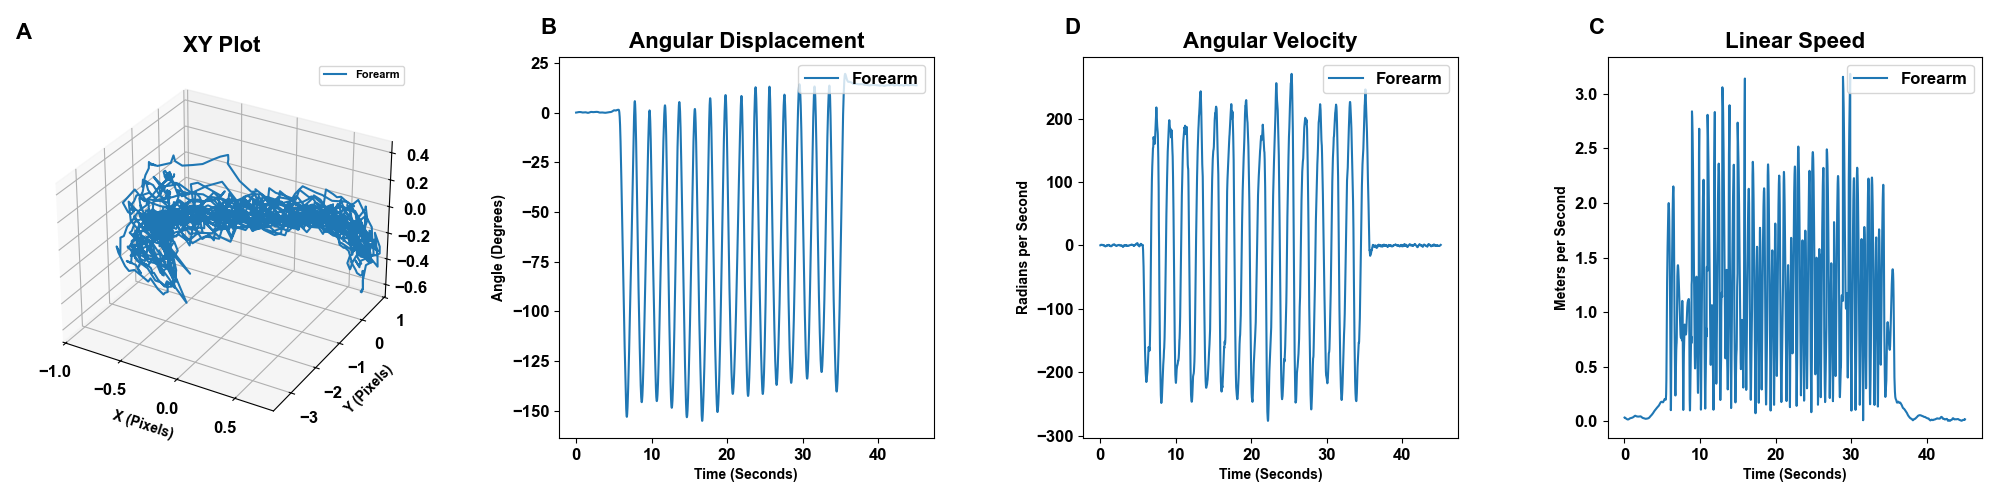 A
XY Plot
Forearm
0.4
0.2
0.0
−0.2
−0.4
−0.6
1
0
−1
−2
−3
Y (Pixels)
−1.0
−0.5
0.0
0.5
X (Pixels)
B
Angular Displacement
Forearm
25
0
−25
−50
−75
−100
−125
−150
Angle (Degrees)
0 10 20 30 40
Time (Seconds)
D
Angular Velocity
Forearm
200
100
0
−100
−200
−300
Radians per Second
0 10 20 30 40
Time (Seconds)
C
Linear Speed
Forearm
3.0
2.5
2.0
1.5
1.0
0.5
0.0
Meters per Second
0 10 20 30 40
Time (Seconds)